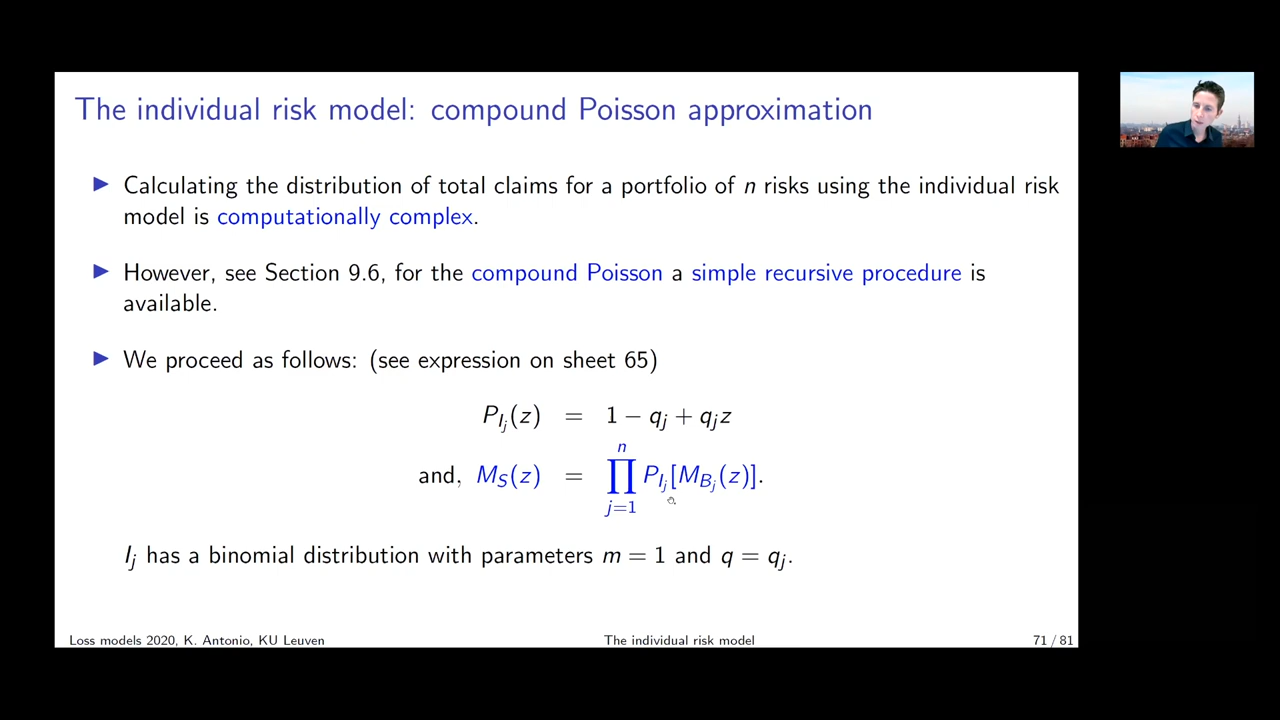 The individual risk model: compound Poisson approximation
▶ Calculating the distribution of total claims for a portfolio of n risks using the individual risk
model is computationally complex.
▶ However, see Section 9.6, for the compound Poisson a simple recursive procedure is
available.
▶ We proceed as follows: (see expression on sheet 65)
P_{I_j}(z) = 1 − q_j + q_j z
and, M_S(z) = ∏_{j=1}^{n} P_{I_j}[M_{B_j}(z)].
I_j has a binomial distribution with parameters m = 1 and q = q_j.
Loss models 2020, K. Antonio, KU Leuven The individual risk model 71 / 81